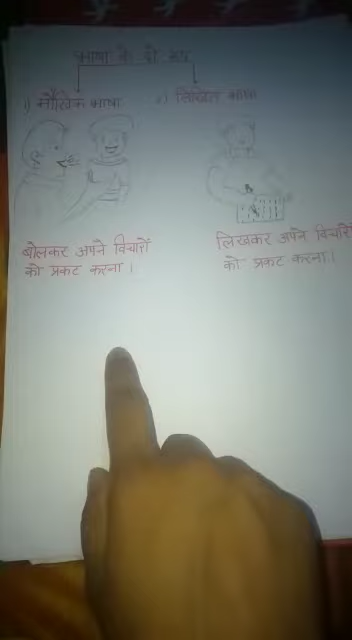 भाषा के दो रूप
1) मौखिक भाषा
2) लिखित भाषा
बोलकर अपने विचारों
को प्रकट करना।
लिखकर अपने विचारों
को प्रकट करना।